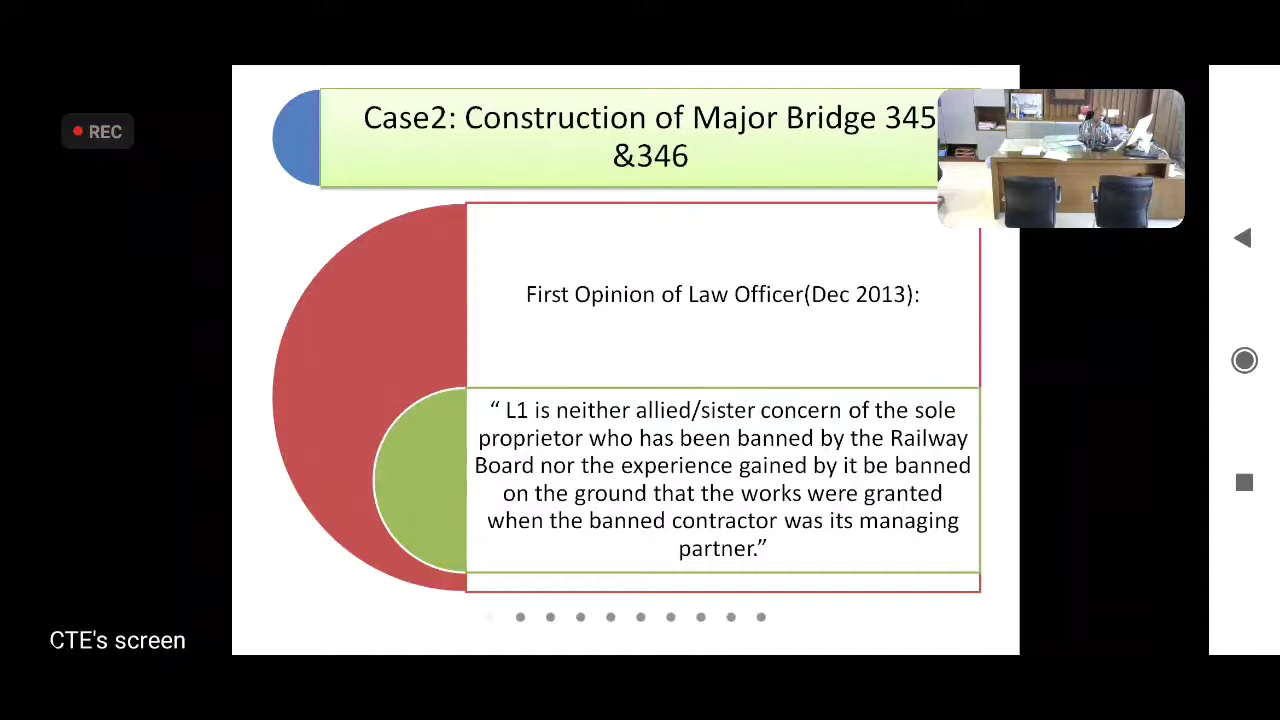 REC
Case2: Construction of Major Bridge 345
&346
First Opinion of Law Officer(Dec 2013):
“ L1 is neither allied/sister concern of the sole
proprietor who has been banned by the Railway
Board nor the experience gained by it be banned
on the ground that the works were granted
when the banned contractor was its managing
partner.”
CTE's screen